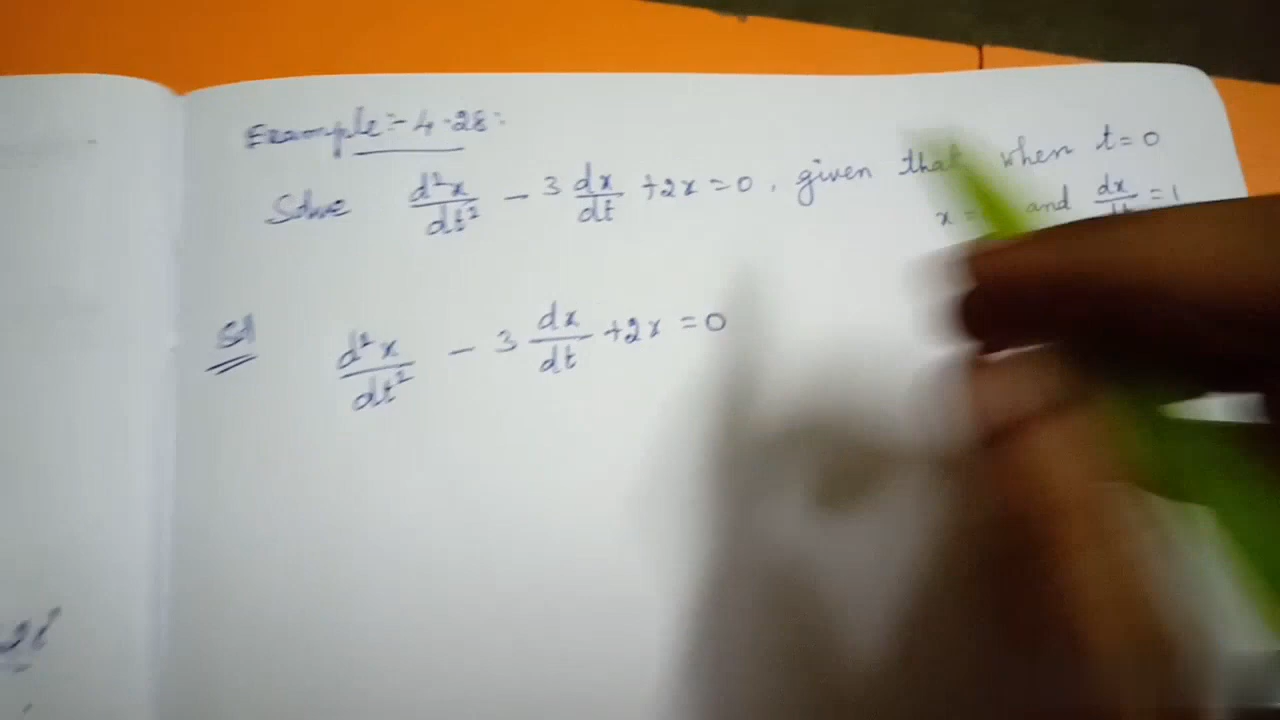 Example:- 4.28:
Solve d²x/dt² - 3 dx/dt + 2x = 0, given that when t = 0
x = and dx/dt = 1
Sol
d²x/dt² - 3 dx/dt + 2x = 0